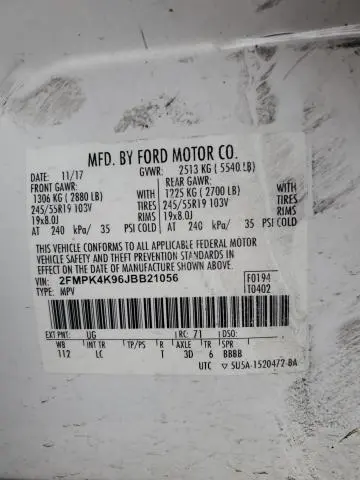 MFD. BY FORD MOTOR CO.
DATE: 11/17 GVWR: 2513 KG ( 5540 LB)
FRONT GAWR: REAR GAWR:
1306 KG ( 2880 LB) WITH 1225 KG ( 2700 LB) WITH
245/55R19 103V TIRES 245/55R19 103V TIRES
19x8.0J RIMS 19x8.0J RIMS
AT 240 kPa/ 35 PSI COLD AT 240 kPa/ 35 PSI COLD
THIS VEHICLE CONFORMS TO ALL APPLICABLE FEDERAL MOTOR
VEHICLE SAFETY AND THEFT PREVENTION STANDARDS IN EFFECT
ON THE DATE OF MANUFACTURE SHOWN ABOVE.
VIN: 2FMPK4K96JBB21056 F0194
TYPE: MPV T0402
EXT PNT: UG RC: 71 DSO:
WB INT TR TP/PS R AXLE TR SPR
112 LC T 3D 6 BBBB
UTC 5U5A-1520472-BA